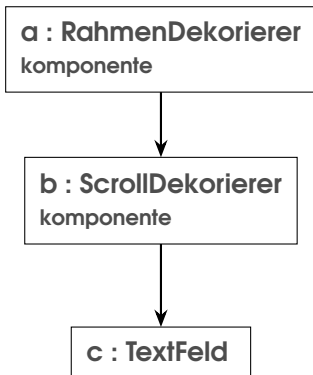 a : RahmenDekorierer
komponente
b : ScrollDekorierer
komponente
c : TextFeld